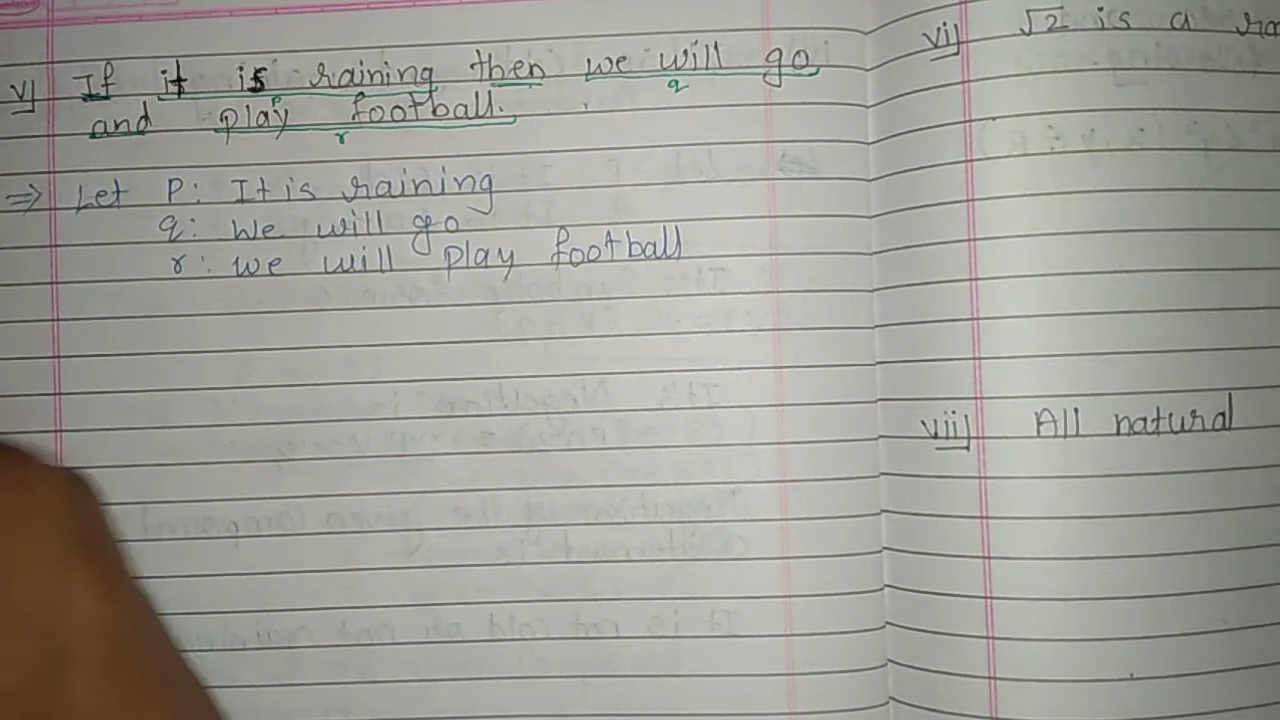 v) If it is raining then we will go
p q
and play football.
r
⇒ Let P: It is raining
q: we will go
r: we will play football
vi) √2 is a
vii) All natural